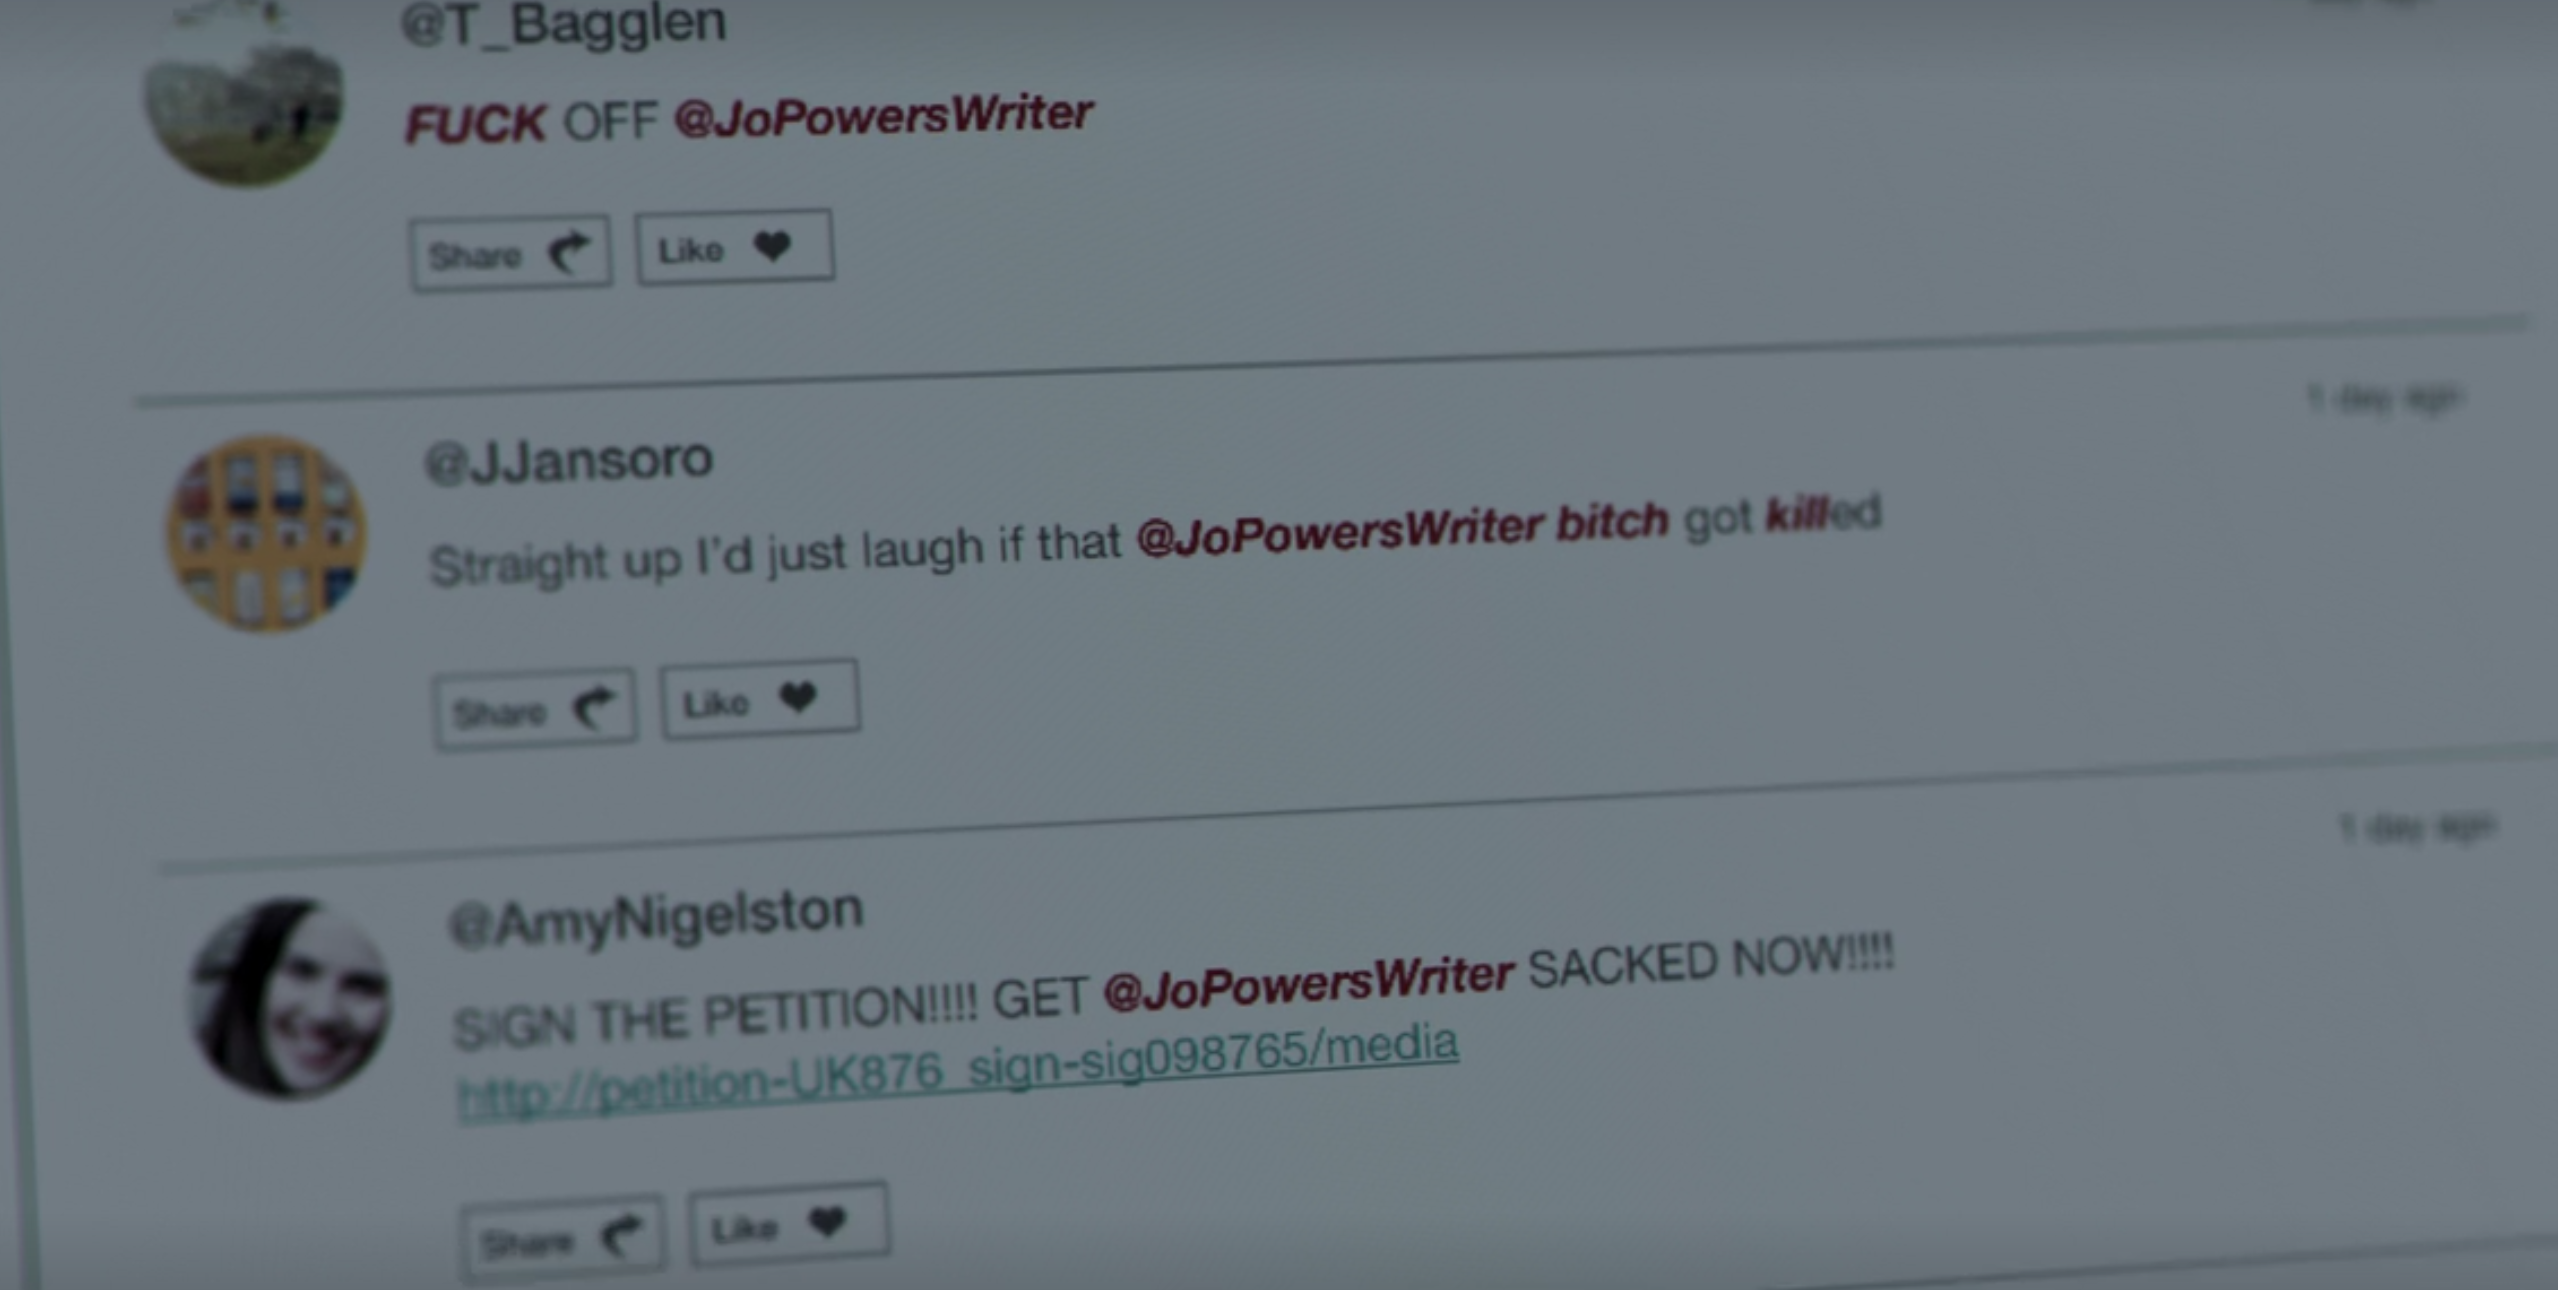 @T_Bagglen
FUCK OFF @JoPowersWriter
Share
Like
1 day ago
@JJansoro
Straight up I'd just laugh if that @JoPowersWriter bitch got killed
Share
Like
1 day ago
@AmyNigelston
SIGN THE PETITION!!!! GET @JoPowersWriter SACKED NOW!!!!
http://petition-UK876_sign-sig098765/media
Share
Like